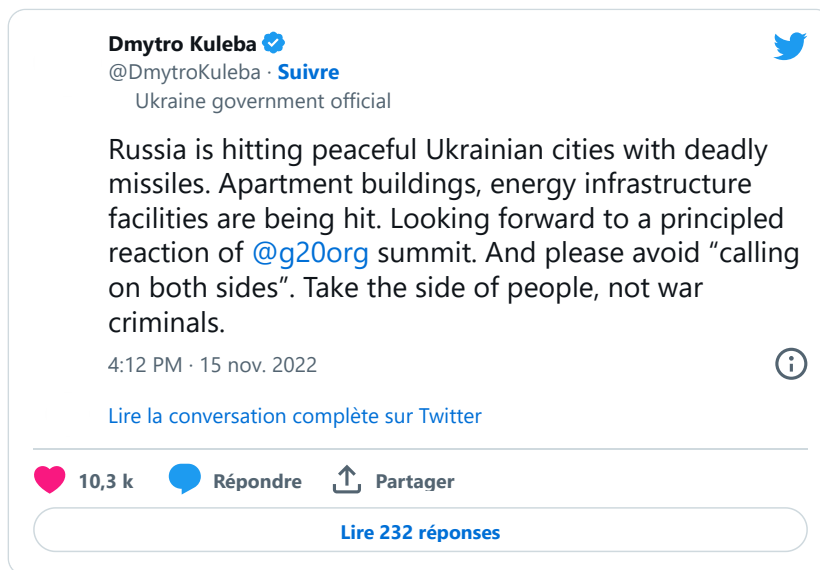 Dmytro Kuleba
@DmytroKuleba · Suivre
Ukraine government official
Russia is hitting peaceful Ukrainian cities with deadly
missiles. Apartment buildings, energy infrastructure
facilities are being hit. Looking forward to a principled
reaction of @g20org summit. And please avoid “calling
on both sides”. Take the side of people, not war
criminals.
4:12 PM · 15 nov. 2022
Lire la conversation complète sur Twitter
10,3 k Répondre Partager
Lire 232 réponses